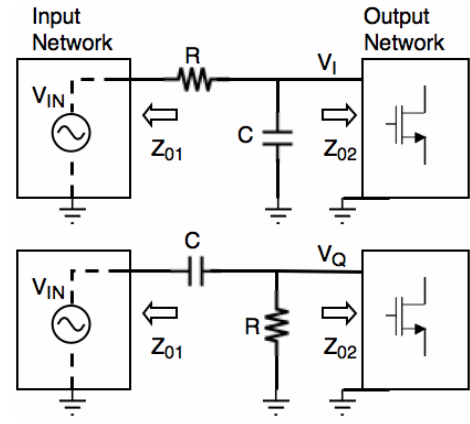 Input Network
Output Network
R
V_I
V_IN
C
Z_01
Z_02
C
V_Q
V_IN
R
Z_01
Z_02